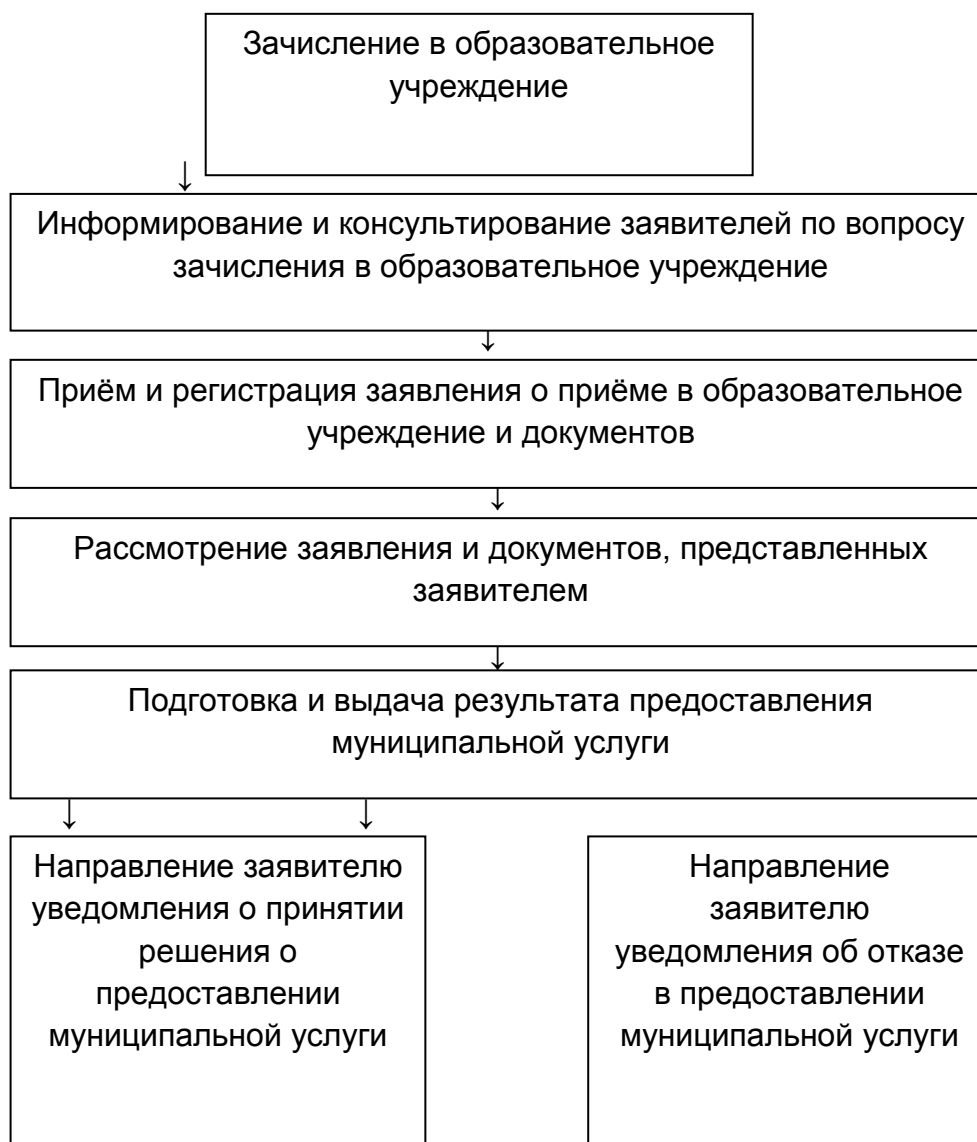 Зачисление в образовательное
учреждение
↓
Информирование и консультирование заявителей по вопросу
зачисления в образовательное учреждение
↓
Приём и регистрация заявления о приёме в образовательное
учреждение и документов
↓
Рассмотрение заявления и документов, представленных
заявителем
↓
Подготовка и выдача результата предоставления
муниципальной услуги
↓ ↓
Направление заявителю
уведомления о принятии
решения о
предоставлении
муниципальной услуги
Направление
заявителю
уведомления об отказе
в предоставлении
муниципальной услуги